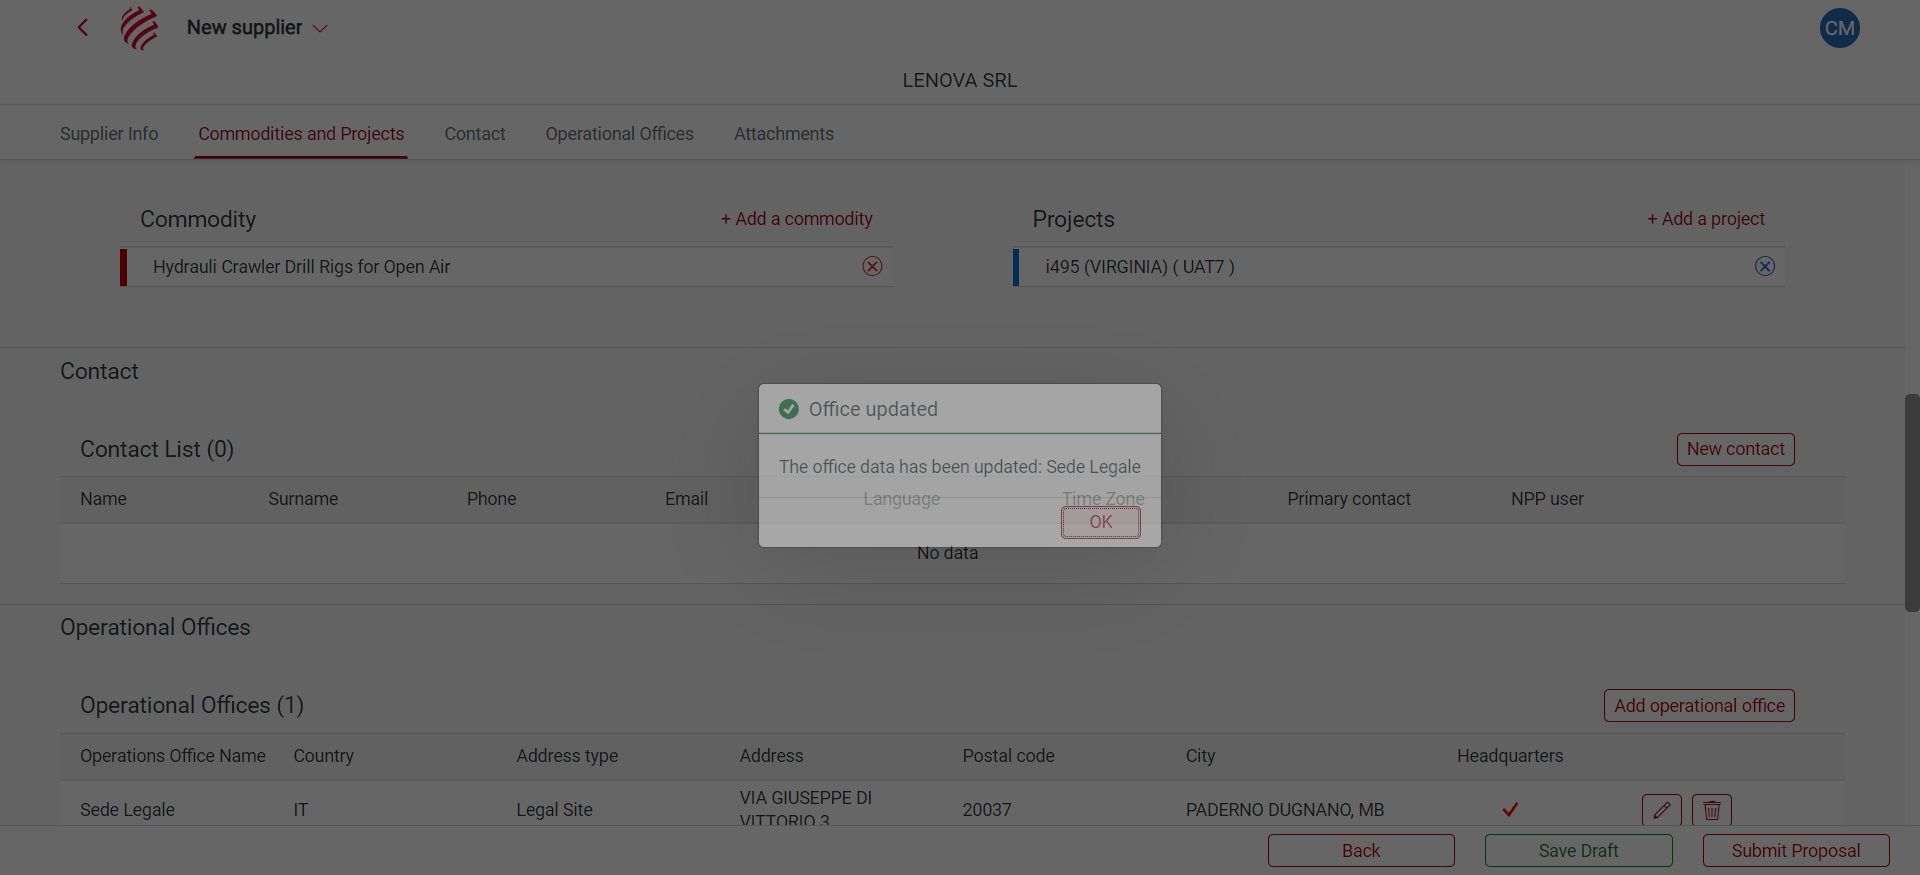 New supplier
CM
LENOVA SRL
Supplier Info
Commodities and Projects
Contact
Operational Offices
Attachments
Commodity
+ Add a commodity
Projects
+ Add a project
Hydrauli Crawler Drill Rigs for Open Air
i495 (VIRGINIA) ( UAT7 )
Contact
Office updated
The office data has been updated: Sede Legale
OK
Contact List (0)
New contact
Name
Surname
Phone
Email
Language
Time Zone
Primary contact
NPP user
No data
Operational Offices
Operational Offices (1)
Add operational office
Operations Office Name
Country
Address type
Address
Postal code
City
Headquarters
Sede Legale
IT
Legal Site
VIA GIUSEPPE DI
VITTORIO 3
20037
PADERNO DUGNANO, MB
Back
Save Draft
Submit Proposal